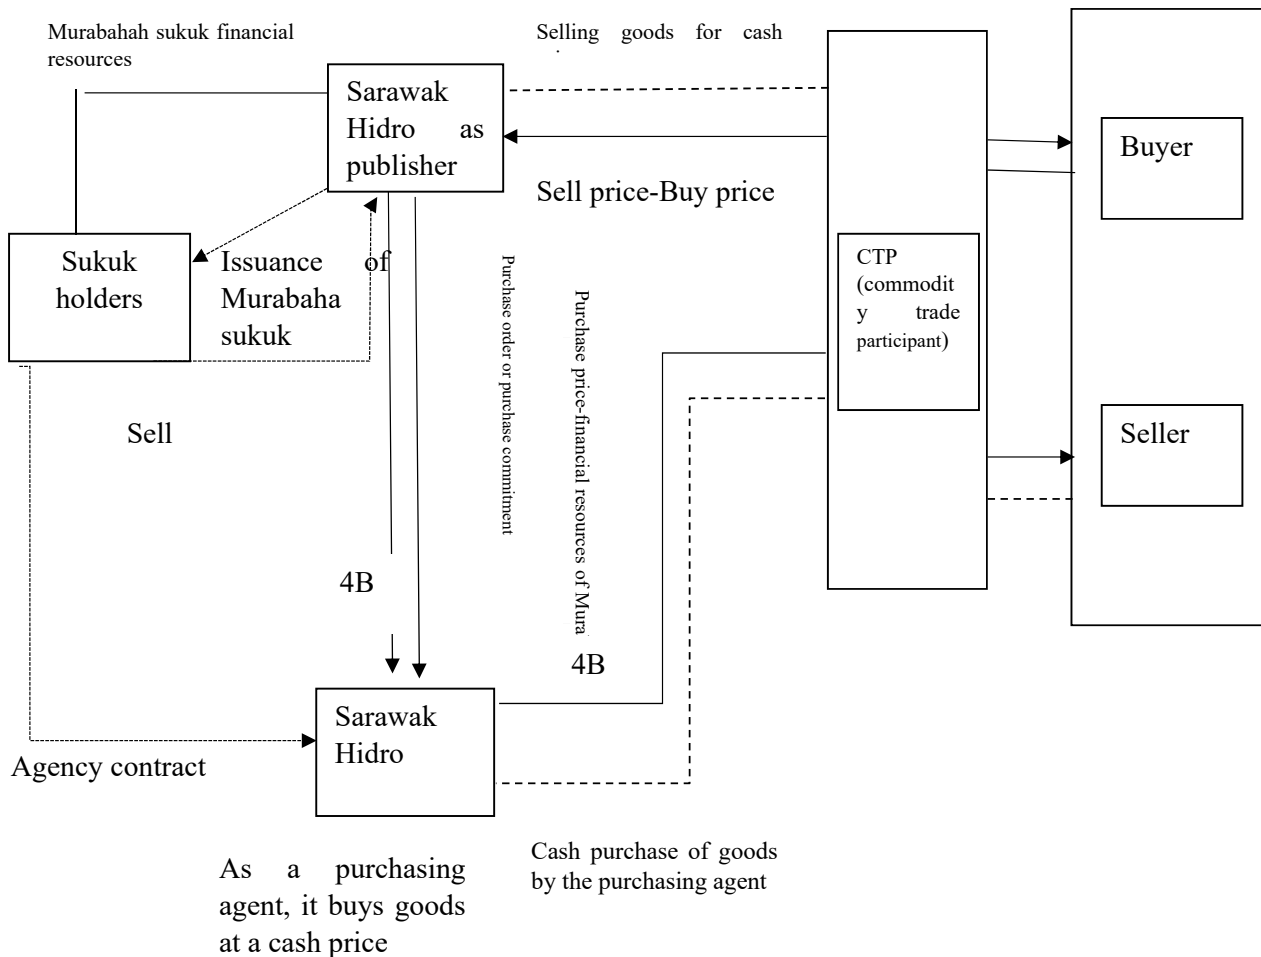 Murabahah sukuk financial
resources
Selling goods for cash
Sarawak
Hidro as
publisher
Buyer
Sell price-Buy price
Sukuk
holders
Issuance of
Murabaha
sukuk
CTP
(commodit
y trade
participant)
Purchase order or purchase commitment
Purchase price-financial resources of Mura
Sell
Seller
4B
4B
Sarawak
Hidro
Agency contract
As a purchasing
agent, it buys goods
at a cash price
Cash purchase of goods
by the purchasing agent